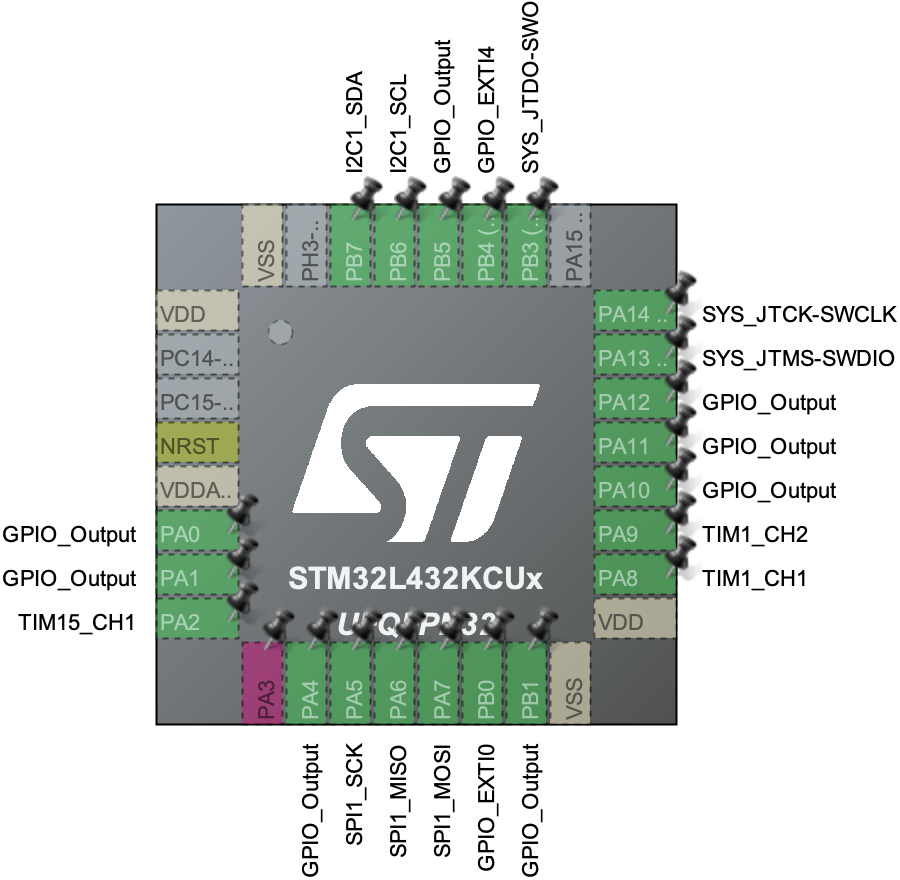 I2C1_SDA
I2C1_SCL
GPIO_Output
GPIO_EXTI4
SYS_JTDO-SWO
VSS
PH3-..
PB7
PB6
PB5
PB4 (..
PB3 (..
PA15 ..
VDD
PC14-..
PC15-..
NRST
VDDA..
GPIO_Output PA0
GPIO_Output PA1
TIM15_CH1 PA2
PA14 .. SYS_JTCK-SWCLK
PA13 .. SYS_JTMS-SWDIO
PA12 GPIO_Output
PA11 GPIO_Output
PA10 GPIO_Output
PA9 TIM1_CH2
PA8 TIM1_CH1
VDD
ST
STM32L432KCUx
UFQFPN32
PA3
PA4
PA5
PA6
PA7
PB0
PB1
VSS
GPIO_Output
SPI1_SCK
SPI1_MISO
SPI1_MOSI
GPIO_EXTI0
GPIO_Output